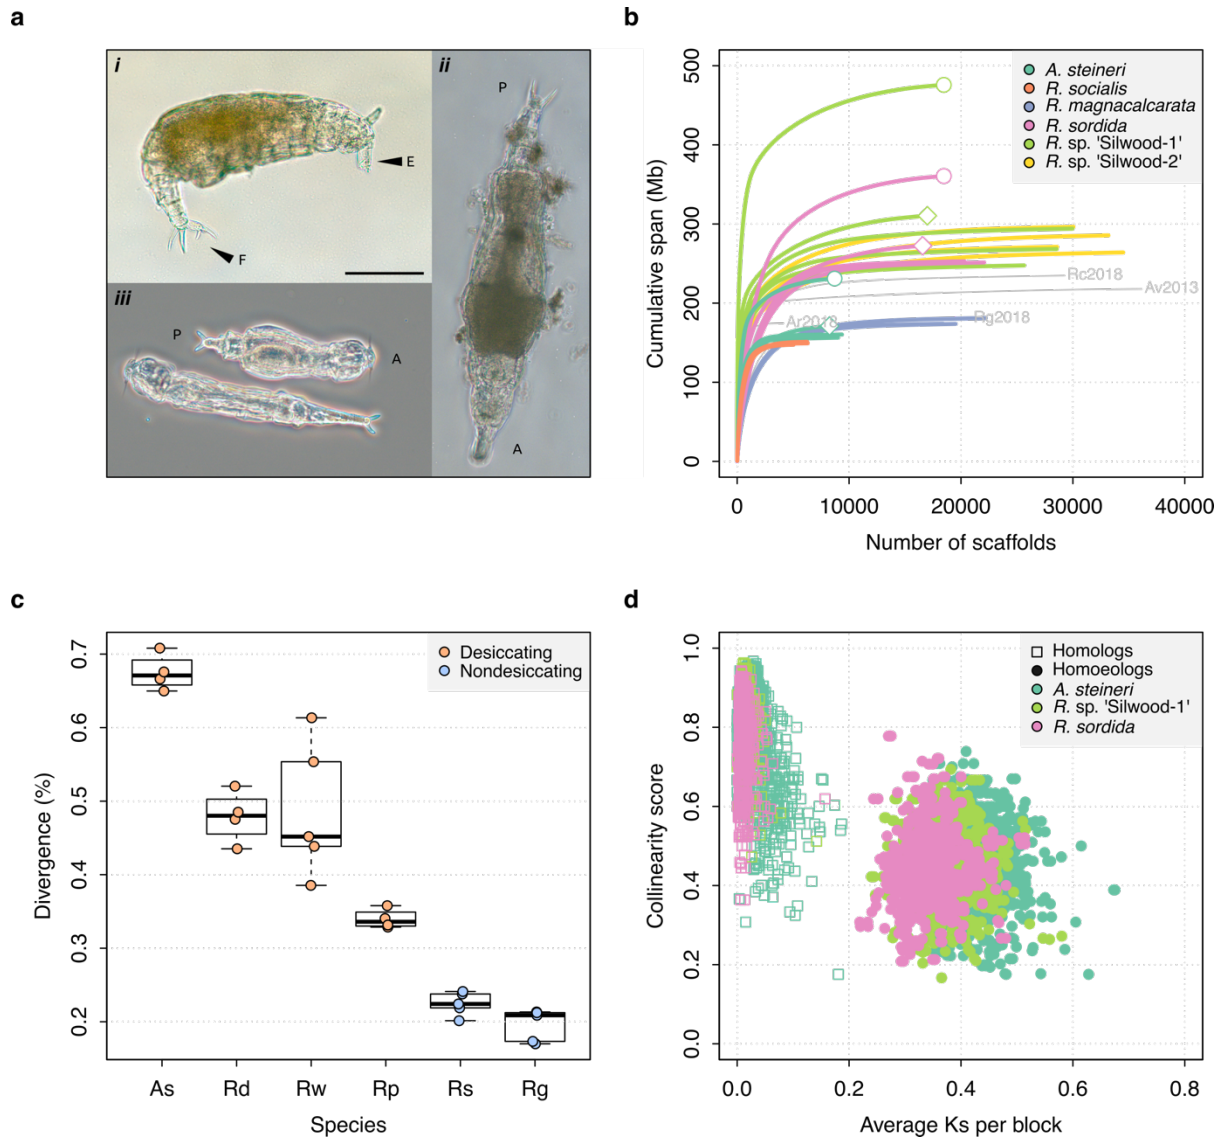 a
i
E
F
ii
P
A
iii
P
A
b
Cumulative span (Mb)
500
400
300
200
100
0
A. steineri
R. socialis
R. magnacalcarata
R. sordida
R. sp. 'Silwood-1'
R. sp. 'Silwood-2'
Rc2018
Av2013
Ar2018
Rg2018
0 10000 20000 30000 40000
Number of scaffolds
c
Divergence (%)
0.7
0.6
0.5
0.4
0.3
0.2
Desiccating
Nondesiccating
As Rd Rw Rp Rs Rg
Species
d
Collinearity score
1.0
0.8
0.6
0.4
0.2
0.0
Homologs
Homoeologs
A. steineri
R. sp. 'Silwood-1'
R. sordida
0.0 0.2 0.4 0.6 0.8
Average Ks per block